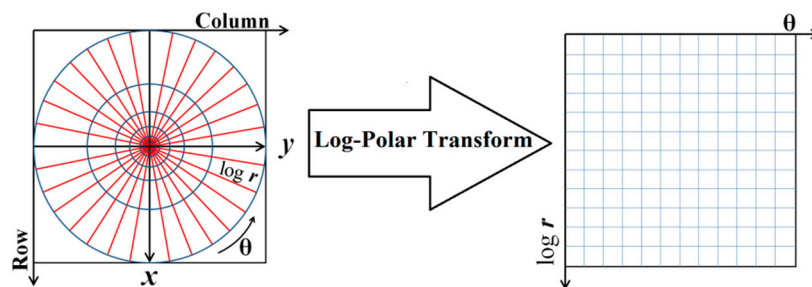 Column
θ
y
Log-Polar Transform
log r
θ
Row
x
log r